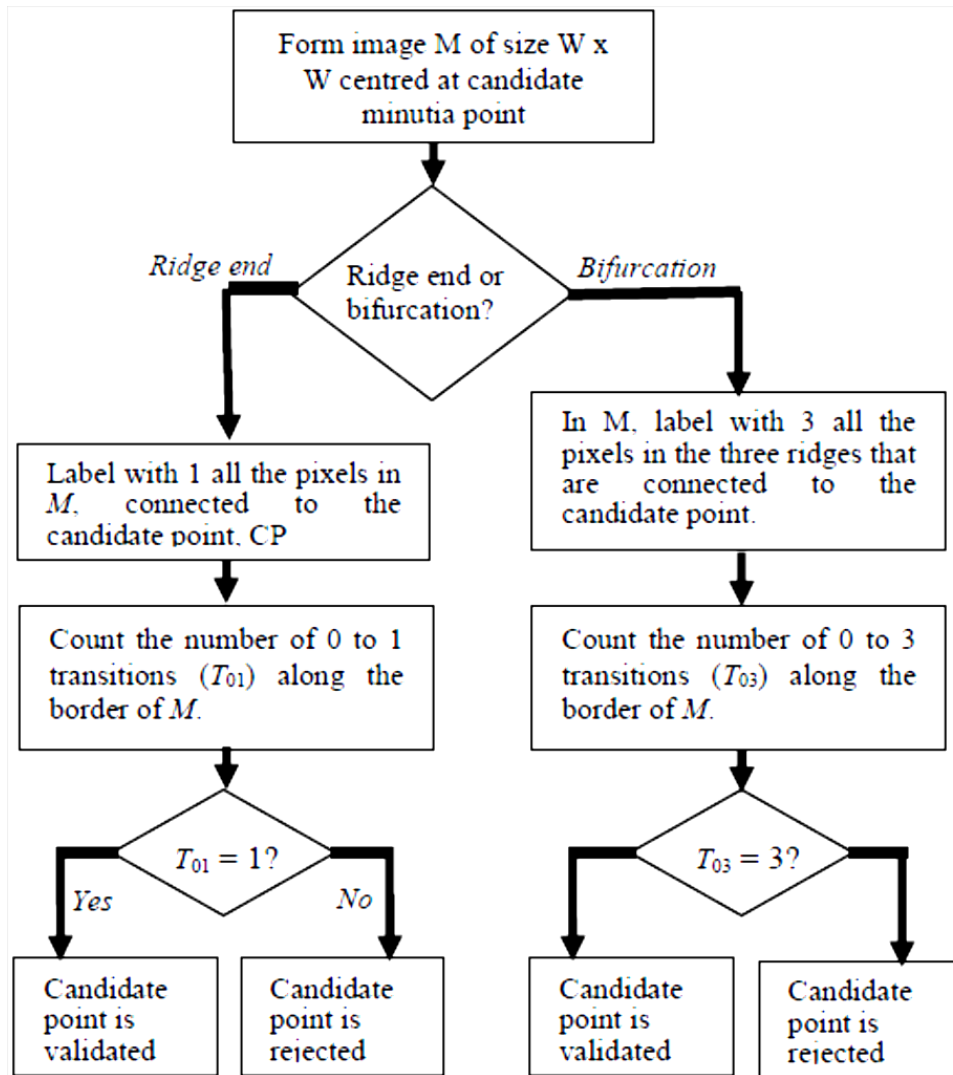 Form image M of size W x
W centred at candidate
minutia point
Ridge end or
bifurcation?
Ridge end
Bifurcation
Label with 1 all the pixels in
M, connected to the
candidate point, CP
In M, label with 3 all the
pixels in the three ridges that
are connected to the
candidate point.
Count the number of 0 to 1
transitions (T01) along the
border of M.
Count the number of 0 to 3
transitions (T03) along the
border of M.
T01 = 1?
T03 = 3?
Yes
No
Candidate
point is
validated
Candidate
point is
rejected
Candidate
point is
validated
Candidate
point is
rejected